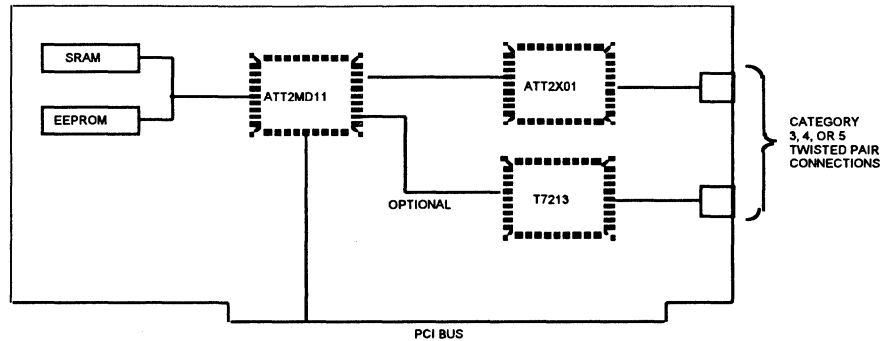 SRAM
EEPROM
ATT2MD11
ATT2X01
T7213
OPTIONAL
CATEGORY
3, 4, OR 5
TWISTED PAIR
CONNECTIONS
PCI BUS